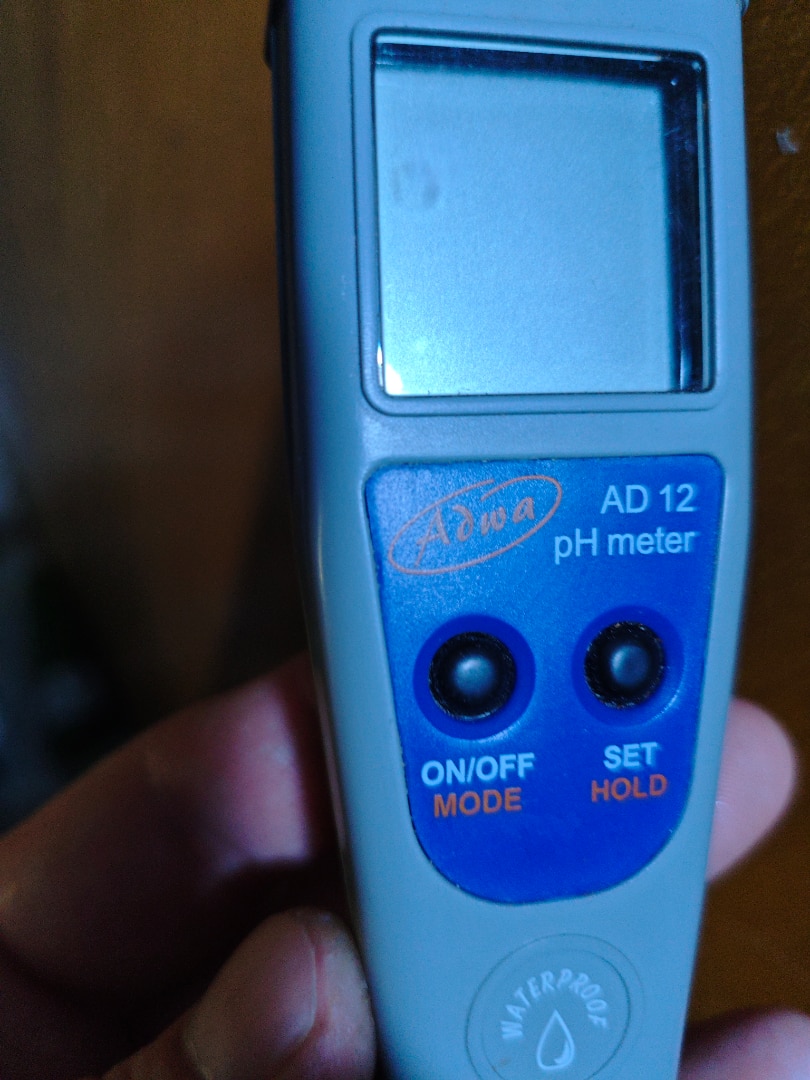 Adwa
AD 12
pH meter
ON/OFF
MODE
SET
HOLD
WATERPROOF